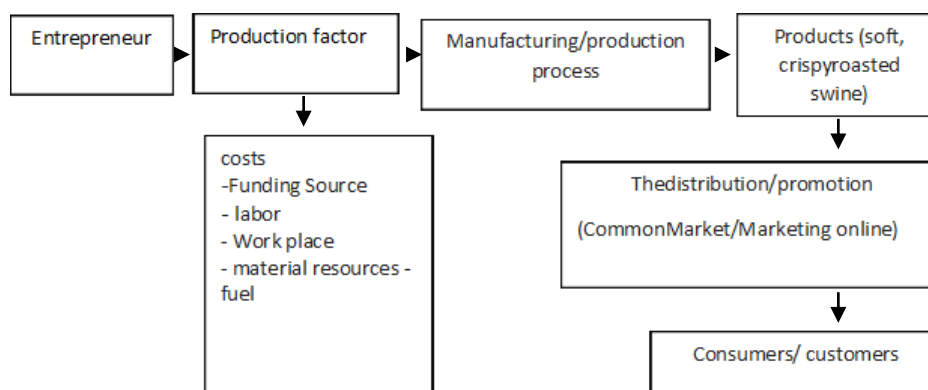 Entrepreneur
Production factor
Manufacturing/production
process
Products (soft,
crispyroasted
swine)
costs
-Funding Source
- labor
- Work place
- material resources -
fuel
Thedistribution/promotion
(CommonMarket/Marketing online)
Consumers/ customers